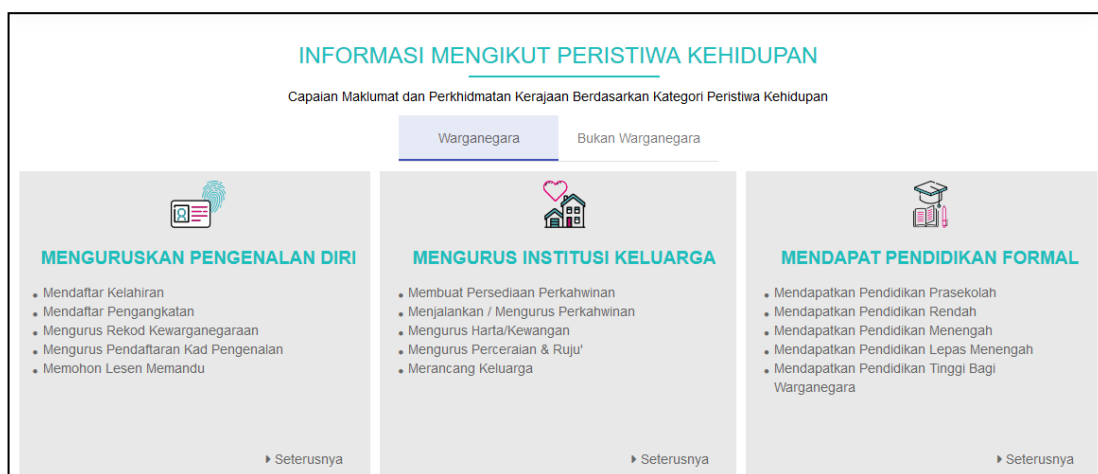 INFORMASI MENGIKUT PERISTIWA KEHIDUPAN
Capaian Maklumat dan Perkhidmatan Kerajaan Berdasarkan Kategori Peristiwa Kehidupan
Warganegara
Bukan Warganegara
MENGURUSKAN PENGENALAN DIRI
• Mendaftar Kelahiran
• Mendaftar Pengangkatan
• Mengurus Rekod Kewarganegaraan
• Mengurus Pendaftaran Kad Pengenalan
• Memohon Lesen Memandu
Seterusnya
MENGURUS INSTITUSI KELUARGA
• Membuat Persediaan Perkahwinan
• Menjalankan / Mengurus Perkahwinan
• Mengurus Harta/Kewangan
• Mengurus Perceraian & Ruju'
• Merancang Keluarga
Seterusnya
MENDAPAT PENDIDIKAN FORMAL
• Mendapatkan Pendidikan Prasekolah
• Mendapatkan Pendidikan Rendah
• Mendapatkan Pendidikan Menengah
• Mendapatkan Pendidikan Lepas Menengah
• Mendapatkan Pendidikan Tinggi Bagi
Warganegara
Seterusnya